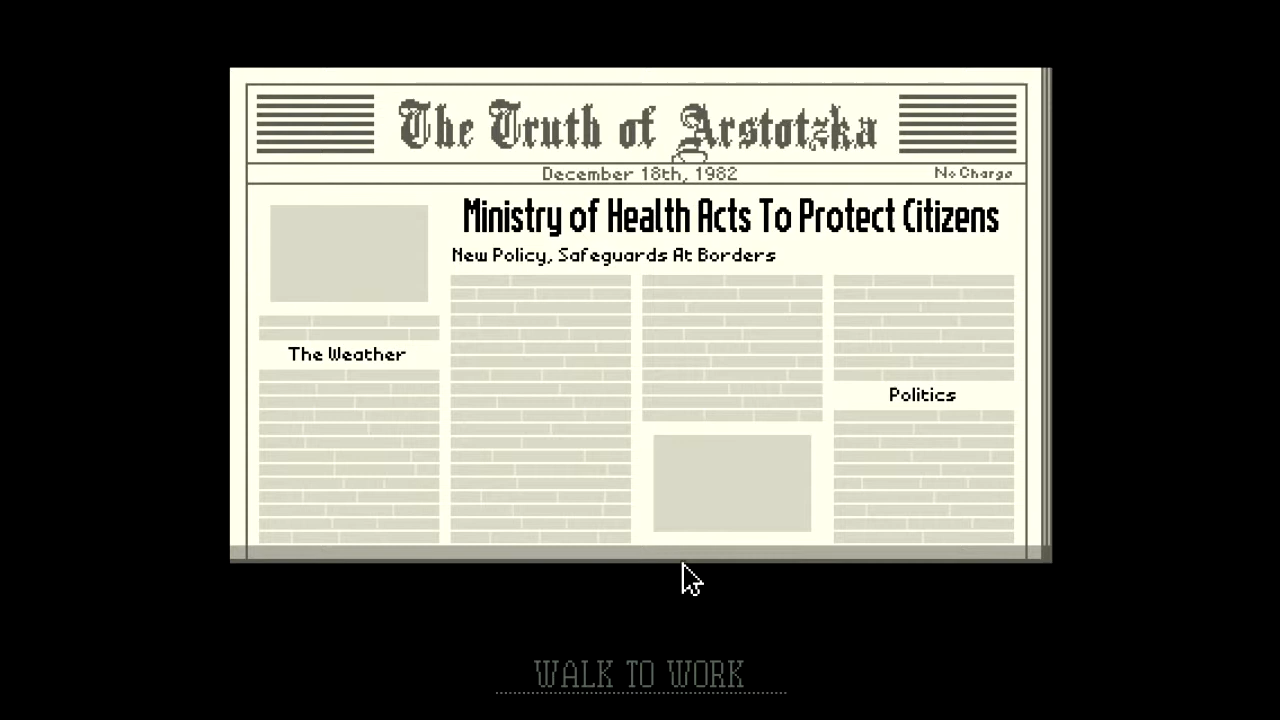 The Truth of Arstotzka
December 18th, 1982
No Charge
Ministry of Health Acts To Protect Citizens
New Policy, Safeguards At Borders
The Weather
Politics
WALK TO WORK